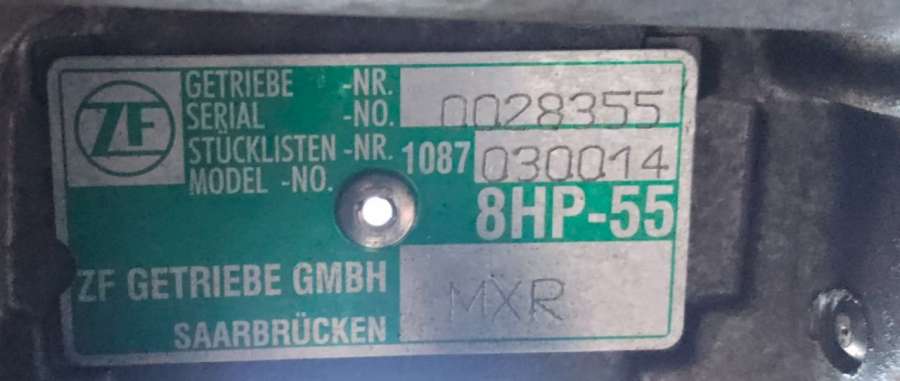 ZF
GETRIEBE -NR.
SERIAL -NO. 0028355
STÜCKLISTEN -NR. 1087 030014
MODEL -NO.
8HP-55
ZF GETRIEBE GMBH
SAARBRÜCKEN
MXR